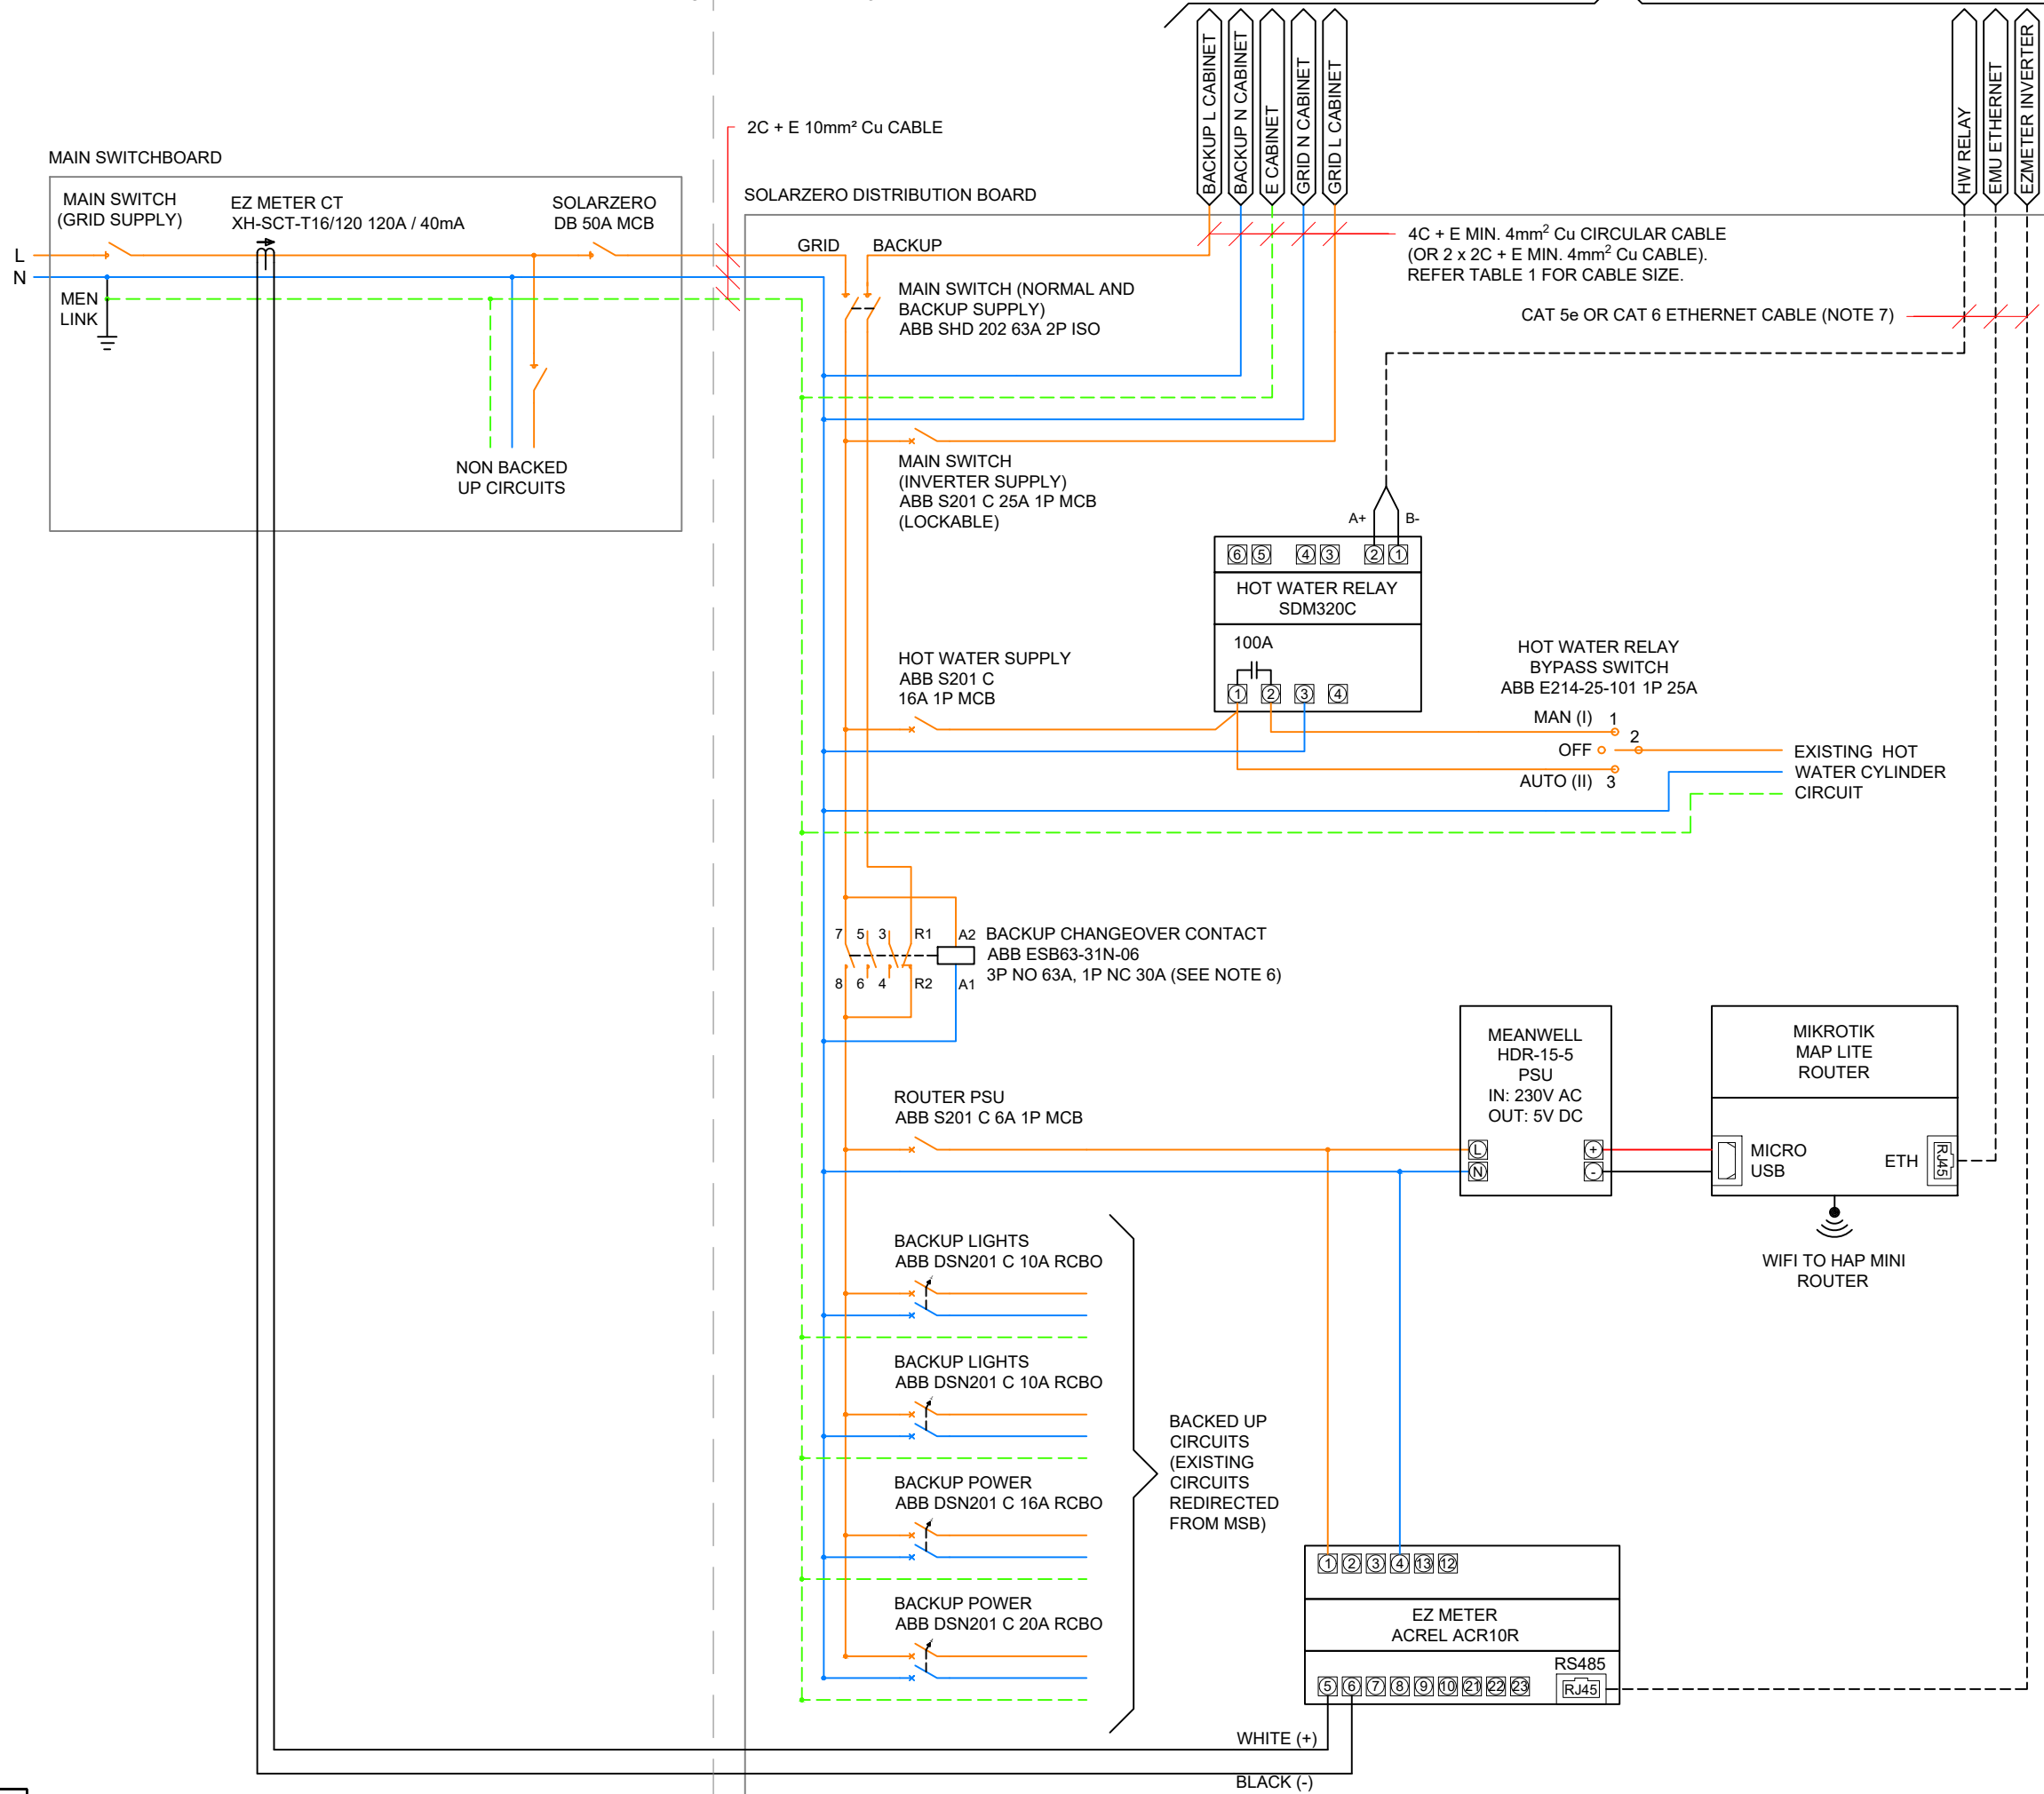 BACKUP L CABINET
BACKUP N CABINET
E CABINET
GRID N CABINET
GRID L CABINET
HW RELAY
EMU ETHERNET
EZMETER INVERTER
2C + E 10mm² Cu CABLE
MAIN SWITCHBOARD
MAIN SWITCH
(GRID SUPPLY)
EZ METER CT
XH-SCT-T16/120 120A / 40mA
SOLARZERO
DB 50A MCB
L
N
MEN
LINK
NON BACKED
UP CIRCUITS
SOLARZERO DISTRIBUTION BOARD
GRID
BACKUP
4C + E MIN. 4mm² Cu CIRCULAR CABLE
(OR 2 x 2C + E MIN. 4mm² Cu CABLE).
REFER TABLE 1 FOR CABLE SIZE.
MAIN SWITCH (NORMAL AND
BACKUP SUPPLY)
ABB SHD 202 63A 2P ISO
CAT 5e OR CAT 6 ETHERNET CABLE (NOTE 7)
MAIN SWITCH
(INVERTER SUPPLY)
ABB S201 C 25A 1P MCB
(LOCKABLE)
A+ B-
6 5 4 3 2 1
HOT WATER RELAY
SDM320C
100A
1 2 3 4
HOT WATER SUPPLY
ABB S201 C
16A 1P MCB
HOT WATER RELAY
BYPASS SWITCH
ABB E214-25-101 1P 25A
MAN (I) 1
OFF 2
AUTO (II) 3
EXISTING HOT
WATER CYLINDER
CIRCUIT
7 5 3 R1 A2
8 6 4 R2 A1
BACKUP CHANGEOVER CONTACT
ABB ESB63-31N-06
3P NO 63A, 1P NC 30A (SEE NOTE 6)
ROUTER PSU
ABB S201 C 6A 1P MCB
MEANWELL
HDR-15-5
PSU
IN: 230V AC
OUT: 5V DC
L +
N -
MIKROTIK
MAP LITE
ROUTER
MICRO
USB
ETH
RJ45
WIFI TO HAP MINI
ROUTER
BACKUP LIGHTS
ABB DSN201 C 10A RCBO
BACKUP LIGHTS
ABB DSN201 C 10A RCBO
BACKUP POWER
ABB DSN201 C 16A RCBO
BACKUP POWER
ABB DSN201 C 20A RCBO
BACKED UP
CIRCUITS
(EXISTING
CIRCUITS
REDIRECTED
FROM MSB)
1 2 3 4 13 12
EZ METER
ACREL ACR10R
RS485
5 6 7 8 9 10 21 22 23
RJ45
WHITE (+)
BLACK (-)